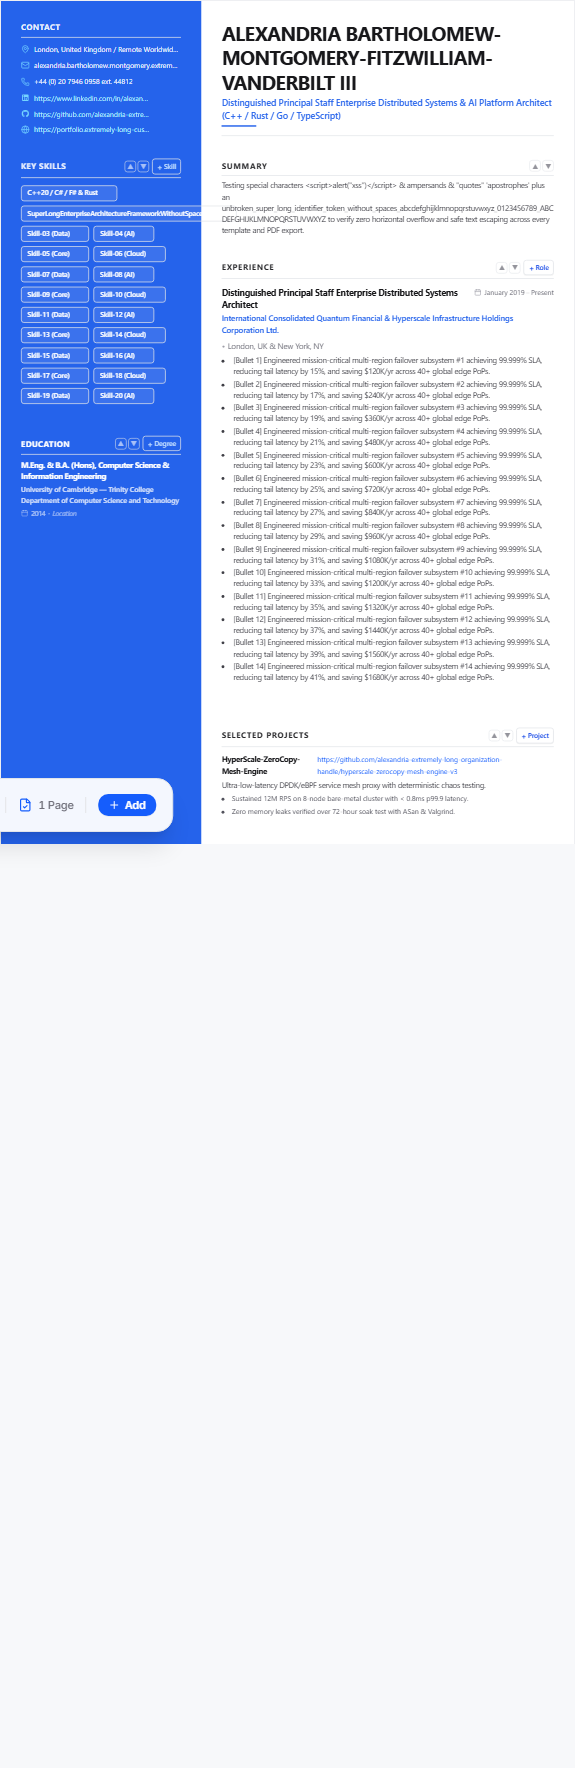 CONTACT
London, United Kingdom / Remote Worldwid...
alexandria.bartholomew.montgomery.extrem...
+44 (0) 20 7946 0958 ext. 44812
https://www.linkedin.com/in/alexan...
https://github.com/alexandria-extre...
https://portfolio.extremely-long-cus...
KEY SKILLS
+ Skill
C++20 / C# / F# & Rust
SuperLongEnterpriseArchitectureFrameworkWithoutSpace
Skill-03 (Data) Skill-04 (AI)
Skill-05 (Core) Skill-06 (Cloud)
Skill-07 (Data) Skill-08 (AI)
Skill-09 (Core) Skill-10 (Cloud)
Skill-11 (Data) Skill-12 (AI)
Skill-13 (Core) Skill-14 (Cloud)
Skill-15 (Data) Skill-16 (AI)
Skill-17 (Core) Skill-18 (Cloud)
Skill-19 (Data) Skill-20 (AI)
EDUCATION
+ Degree
M.Eng. & B.A. (Hons), Computer Science &
Information Engineering
University of Cambridge — Trinity College
Department of Computer Science and Technology
2014 · Location
1 Page
+ Add
ALEXANDRIA BARTHOLOMEW-
MONTGOMERY-FITZWILLIAM-
VANDERBILT III
Distinguished Principal Staff Enterprise Distributed Systems & AI Platform Architect
(C++ / Rust / Go / TypeScript)
SUMMARY
Testing special characters <script>alert("xss")</script> & ampersands & "quotes" 'apostrophes' plus
an
unbroken_super_long_identifier_token_without_spaces_abcdefghijklmnopqrstuvwxyz_0123456789_ABC
DEFGHIJKLMNOPQRSTUVWXYZ to verify zero horizontal overflow and safe text escaping across every
template and PDF export.
EXPERIENCE
+ Role
Distinguished Principal Staff Enterprise Distributed Systems
Architect
January 2019 - Present
International Consolidated Quantum Financial & Hyperscale Infrastructure Holdings
Corporation Ltd.
• London, UK & New York, NY
• [Bullet 1] Engineered mission-critical multi-region failover subsystem #1 achieving 99.999% SLA,
reducing tail latency by 15%, and saving $120K/yr across 40+ global edge PoPs.
• [Bullet 2] Engineered mission-critical multi-region failover subsystem #2 achieving 99.999% SLA,
reducing tail latency by 17%, and saving $240K/yr across 40+ global edge PoPs.
• [Bullet 3] Engineered mission-critical multi-region failover subsystem #3 achieving 99.999% SLA,
reducing tail latency by 19%, and saving $360K/yr across 40+ global edge PoPs.
• [Bullet 4] Engineered mission-critical multi-region failover subsystem #4 achieving 99.999% SLA,
reducing tail latency by 21%, and saving $480K/yr across 40+ global edge PoPs.
• [Bullet 5] Engineered mission-critical multi-region failover subsystem #5 achieving 99.999% SLA,
reducing tail latency by 23%, and saving $600K/yr across 40+ global edge PoPs.
• [Bullet 6] Engineered mission-critical multi-region failover subsystem #6 achieving 99.999% SLA,
reducing tail latency by 25%, and saving $720K/yr across 40+ global edge PoPs.
• [Bullet 7] Engineered mission-critical multi-region failover subsystem #7 achieving 99.999% SLA,
reducing tail latency by 27%, and saving $840K/yr across 40+ global edge PoPs.
• [Bullet 8] Engineered mission-critical multi-region failover subsystem #8 achieving 99.999% SLA,
reducing tail latency by 29%, and saving $960K/yr across 40+ global edge PoPs.
• [Bullet 9] Engineered mission-critical multi-region failover subsystem #9 achieving 99.999% SLA,
reducing tail latency by 31%, and saving $1080K/yr across 40+ global edge PoPs.
• [Bullet 10] Engineered mission-critical multi-region failover subsystem #10 achieving 99.999% SLA,
reducing tail latency by 33%, and saving $1200K/yr across 40+ global edge PoPs.
• [Bullet 11] Engineered mission-critical multi-region failover subsystem #11 achieving 99.999% SLA,
reducing tail latency by 35%, and saving $1320K/yr across 40+ global edge PoPs.
• [Bullet 12] Engineered mission-critical multi-region failover subsystem #12 achieving 99.999% SLA,
reducing tail latency by 37%, and saving $1440K/yr across 40+ global edge PoPs.
• [Bullet 13] Engineered mission-critical multi-region failover subsystem #13 achieving 99.999% SLA,
reducing tail latency by 39%, and saving $1560K/yr across 40+ global edge PoPs.
• [Bullet 14] Engineered mission-critical multi-region failover subsystem #14 achieving 99.999% SLA,
reducing tail latency by 41%, and saving $1680K/yr across 40+ global edge PoPs.
SELECTED PROJECTS
+ Project
HyperScale-ZeroCopy-
Mesh-Engine
https://github.com/alexandria-extremely-long-organization-
handle/hyperscale-zerocopy-mesh-engine-v3
Ultra-low-latency DPDK/eBPF service mesh proxy with deterministic chaos testing.
• Sustained 12M RPS on 8-node bare-metal cluster with < 0.8ms p99.9 latency.
• Zero memory leaks verified over 72-hour soak test with ASan & Valgrind.